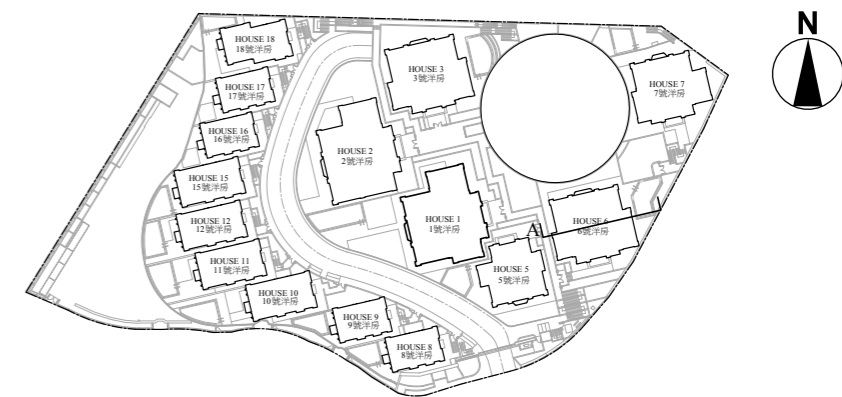 N
HOUSE 18
18號洋房
HOUSE 17
17號洋房
HOUSE 16
16號洋房
HOUSE 15
15號洋房
HOUSE 12
12號洋房
HOUSE 11
11號洋房
HOUSE 10
10號洋房
HOUSE 9
9號洋房
HOUSE 8
8號洋房
HOUSE 3
3號洋房
HOUSE 2
2號洋房
HOUSE 1
1號洋房
HOUSE 5
5號洋房
A
HOUSE 6
6號洋房
HOUSE 7
7號洋房